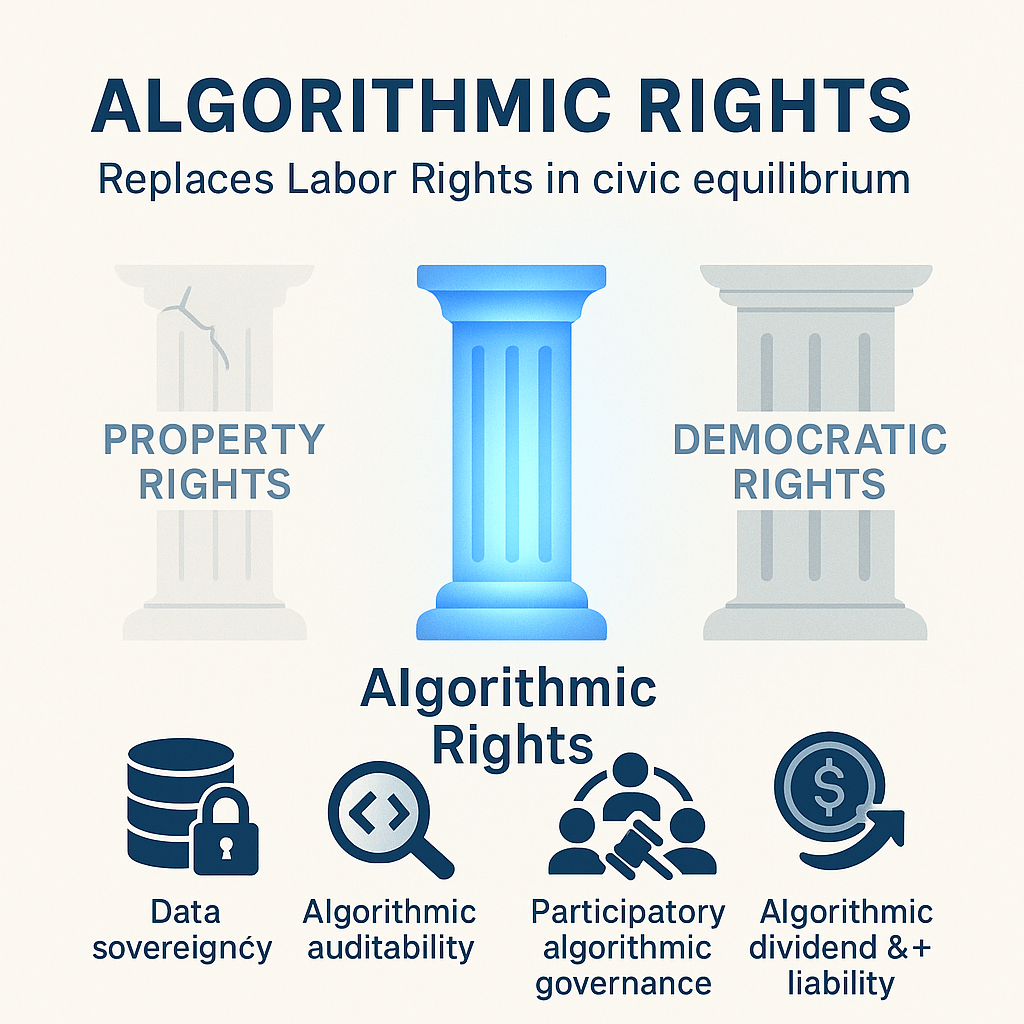 ALGORITHMIC RIGHTS
Replaces Labor Rights in civic equilibrium
PROPERTY
RIGHTS
DEMOCRATIC
RIGHTS
Algorithmic
Rights
Data
sovereignćy
Algorithmic
auditability
Participatory
algorithmic
governance
Algorithmic
dividend &+
liability